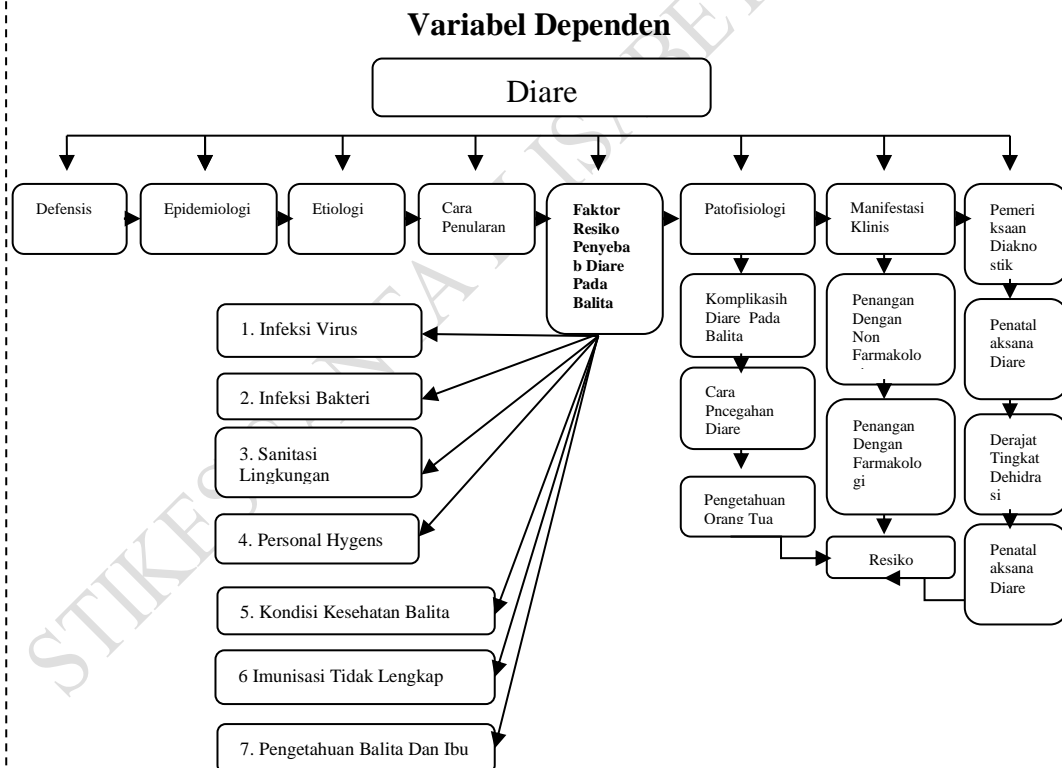 Variabel Dependen
Diare
Defensis
Epidemiologi
Etiologi
Cara
Penularan
Faktor
Resiko
Penyeba
b Diare
Pada
Balita
Patofisiologi
Manifestasi
Klinis
Pemeri
ksaan
Diakno
stik
1. Infeksi Virus
2. Infeksi Bakteri
3. Sanitasi
Lingkungan
4. Personal Hygens
5. Kondisi Kesehatan Balita
6 Imunisasi Tidak Lengkap
7. Pengetahuan Balita Dan Ibu
Komplikasih
Diare Pada
Balita
Cara
Pncegahan
Diare
Pengetahuan
Orang Tua
Penangan
Dengan
Non
Farmakolo
Penangan
Dengan
Farmakolo
gi
Resiko
Penatal
aksana
Diare
Derajat
Tingkat
Dehidra
si
Penatal
aksana
Diare
STIKES SANTA ELISABET